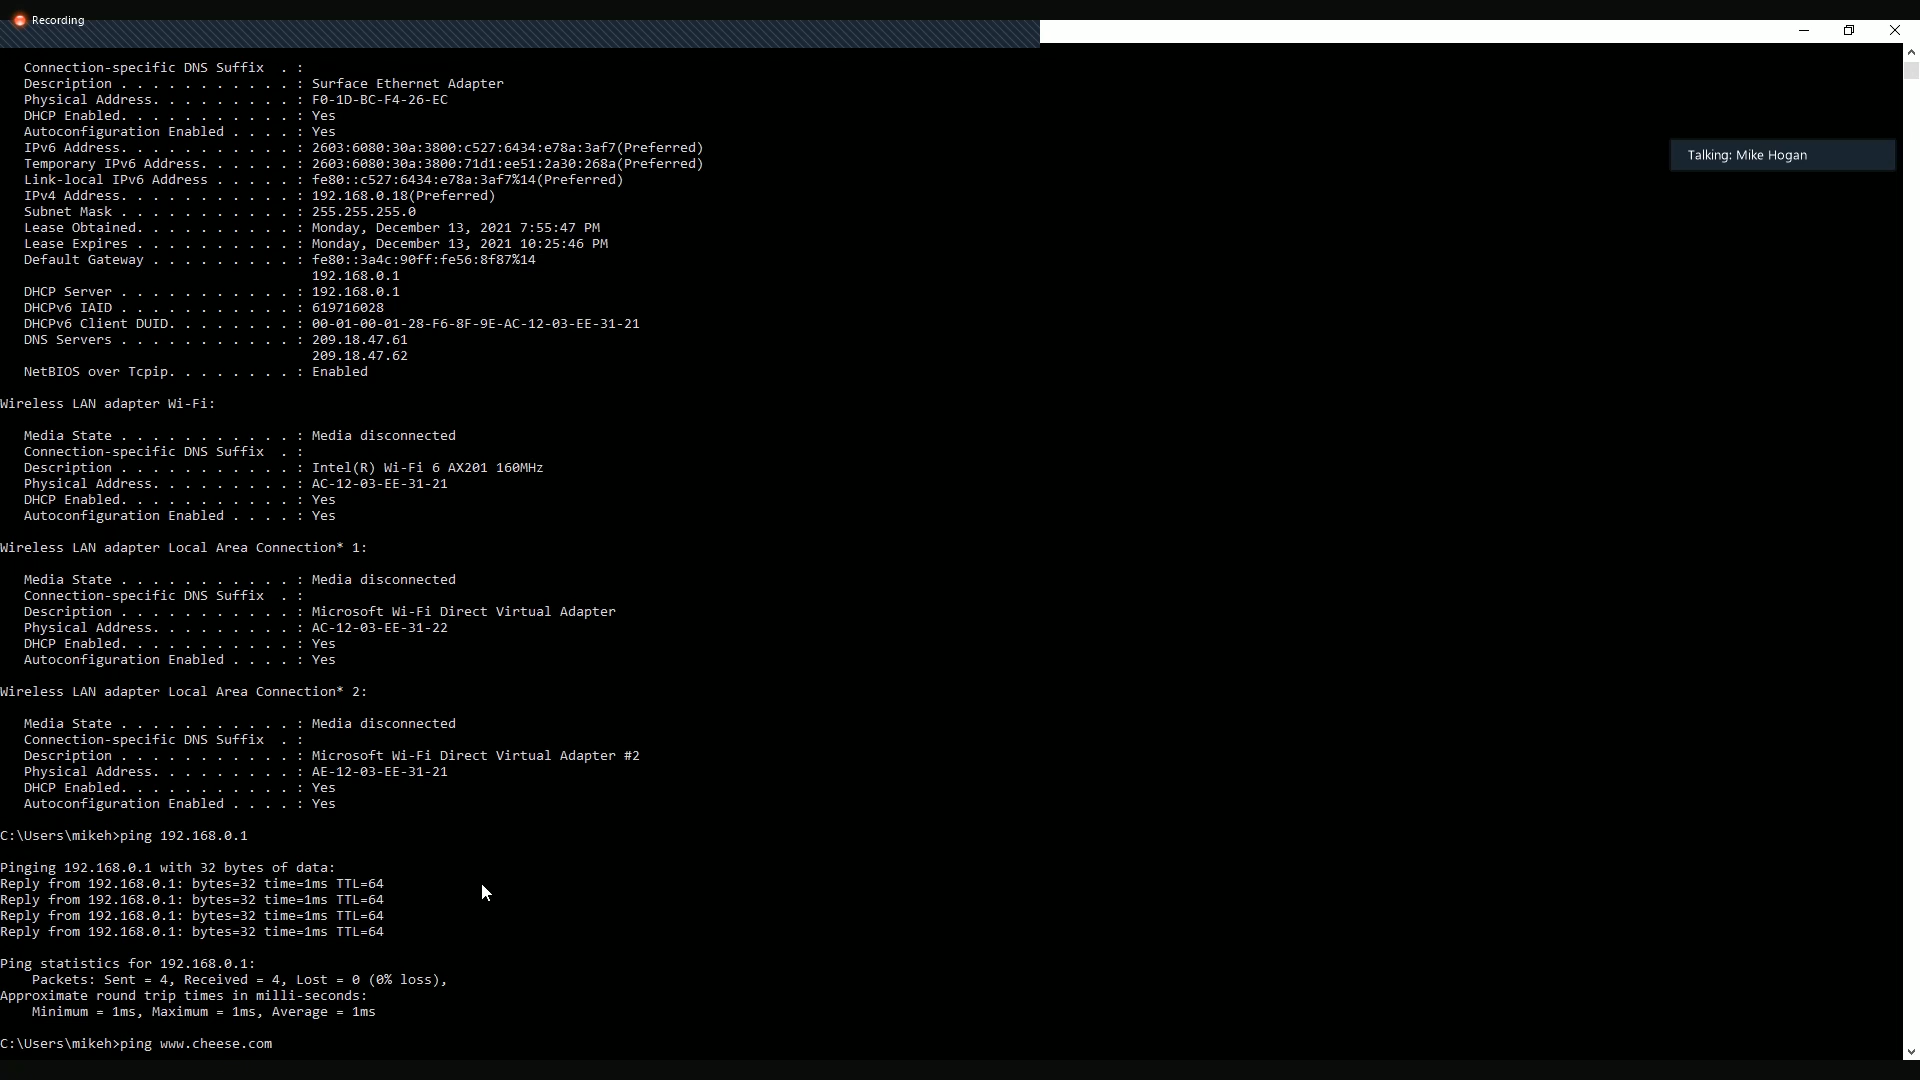 Recording
Connection-specific DNS Suffix  . :
Description . . . . . . . . . . . : Surface Ethernet Adapter
Physical Address. . . . . . . . . : F0-1D-BC-F4-26-EC
DHCP Enabled. . . . . . . . . . . : Yes
Talking: Mike Hogan
Autoconfiguration Enabled . . . . : Yes
IPv6 Address. . . . . . . . . . . : 2603:6080:30a:3800:c527:6434:e78a:3af7(Preferred)
Temporary IPv6 Address. . . . . . : 2603:6080:30a:3800:71d1:ee51:2a30:268a(Preferred)
Link-local IPv6 Address . . . . . : fe80::c527:6434:e78a:3af7%14(Preferred)
IPv4 Address. . . . . . . . . . . : 192.168.0.18(Preferred)
Subnet Mask . . . . . . . . . . . : 255.255.255.0
Lease Obtained. . . . . . . . . . : Monday, December 13, 2021 7:55:47 PM
Lease Expires . . . . . . . . . . : Monday, December 13, 2021 10:25:46 PM
Default Gateway . . . . . . . . . : fe80::3a4c:90ff:fe56:8f87%14
192.168.0.1
DHCP Server . . . . . . . . . . . : 192.168.0.1
DHCPv6 IAID . . . . . . . . . . . : 619716028
DHCPv6 Client DUID. . . . . . . . : 00-01-00-01-28-F6-8F-9E-AC-12-03-EE-31-21
DNS Servers . . . . . . . . . . . : 209.18.47.61
209.18.47.62
NetBIOS over Tcpip. . . . . . . . : Enabled
Wireless LAN adapter Wi-Fi:
Media State . . . . . . . . . . . : Media disconnected
Connection-specific DNS Suffix  . :
Description . . . . . . . . . . . : Intel(R) Wi-Fi 6 AX201 160MHz
Physical Address. . . . . . . . . : AC-12-03-EE-31-21
DHCP Enabled. . . . . . . . . . . : Yes
Autoconfiguration Enabled . . . . : Yes
Wireless LAN adapter Local Area Connection* 1:
Media State . . . . . . . . . . . : Media disconnected
Connection-specific DNS Suffix  . :
Description . . . . . . . . . . . : Microsoft Wi-Fi Direct Virtual Adapter
Physical Address. . . . . . . . . : AC-12-03-EE-31-22
DHCP Enabled. . . . . . . . . . . : Yes
Autoconfiguration Enabled . . . . : Yes
Wireless LAN adapter Local Area Connection* 2:
Media State . . . . . . . . . . . : Media disconnected
Connection-specific DNS Suffix  . :
Description . . . . . . . . . . . : Microsoft Wi-Fi Direct Virtual Adapter #2
Physical Address. . . . . . . . . : AE-12-03-EE-31-21
DHCP Enabled. . . . . . . . . . . : Yes
Autoconfiguration Enabled . . . . : Yes
C:\Users\mikeh>ping 192.168.0.1
Pinging 192.168.0.1 with 32 bytes of data:
Reply from 192.168.0.1: bytes=32 time=1ms TTL=64
Reply from 192.168.0.1: bytes=32 time=1ms TTL=64
Reply from 192.168.0.1: bytes=32 time=1ms TTL=64
Reply from 192.168.0.1: bytes=32 time=1ms TTL=64
Ping statistics for 192.168.0.1:
Packets: Sent = 4, Received = 4, Lost = 0 (0% loss),
Approximate round trip times in milli-seconds:
Minimum = 1ms, Maximum = 1ms, Average = 1ms
C:\Users\mikeh>ping www.cheese.com